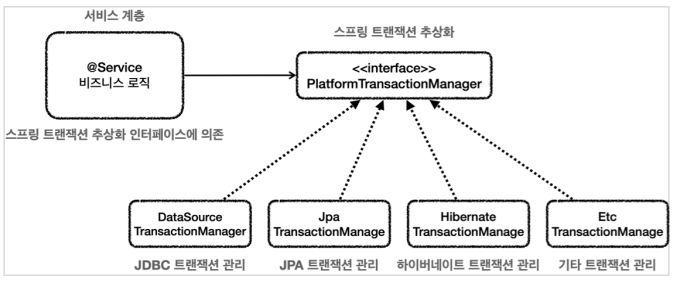 서비스 계층
스프링 트랜잭션 추상화
@Service
비즈니스 로직
<<interface>>
PlatformTransactionManager
스프링 트랜잭션 추상화 인터페이스에 의존
DataSource
TransactionManager
Jpa
TransactionManage
Hibernate
TransactionManage
Etc
TransactionManage
JDBC 트랜잭션 관리
JPA 트랜잭션 관리
하이버네이트 트랜잭션 관리
기타 트랜잭션 관리